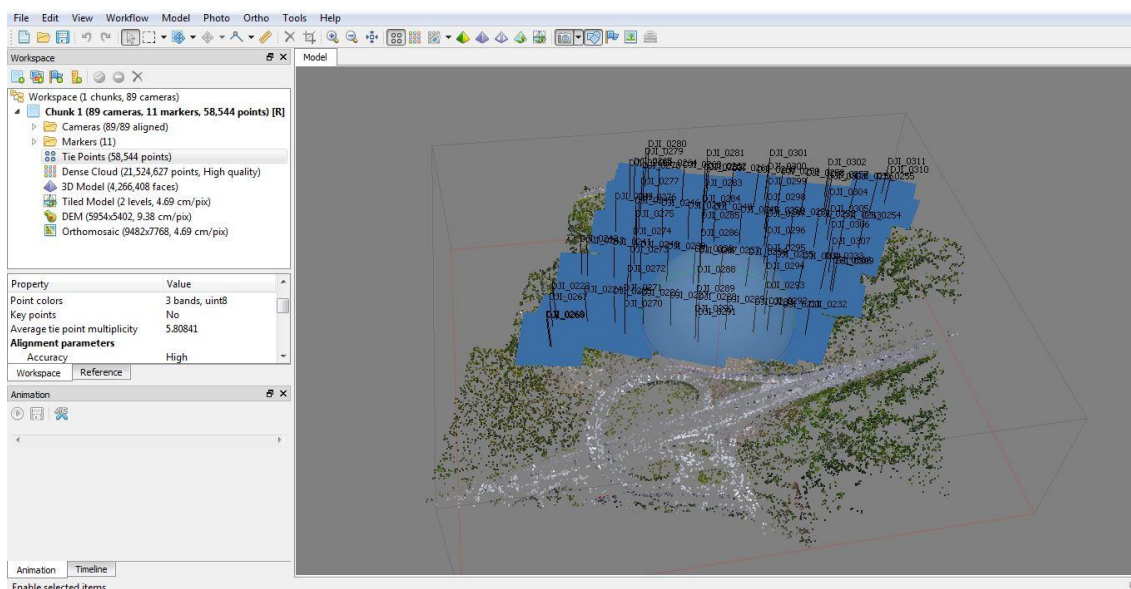 File Edit View Workflow Model Photo Ortho Tools Help
Workspace
Model
Workspace (1 chunks, 89 cameras)
Chunk 1 (89 cameras, 11 markers, 58,544 points) [R]
Cameras (89/89 aligned)
Markers (11)
Tie Points (58,544 points)
Dense Cloud (21,524,627 points, High quality)
3D Model (4,266,408 faces)
Tiled Model (2 levels, 4.69 cm/pix)
DEM (5954x5402, 9.38 cm/pix)
Orthomosaic (9482x7768, 4.69 cm/pix)
Property Value
Point colors 3 bands, uint8
Key points No
Average tie point multiplicity 5.80841
Alignment parameters
Accuracy High
Workspace Reference
Animation
Animation Timeline
Enable selected items
DJI_0280
DJI_0279
DJI_0281
DJI_0301
DJI_0302
DJI_0311
DJI_0310
DJI_0277
DJI_0283
DJI_0299
DJI_0304
DJI_0284
DJI_0298
DJI_0275
DJI_0285
DJI_0305
DJI_0254
DJI_0306
DJI_0274
DJI_0286
DJI_0296
DJI_0307
DJI_0295
DJI_0272
DJI_0288
DJI_0294
DJI_0293
DJI_0289
DJI_0270
DJI_0291
DJI_0232